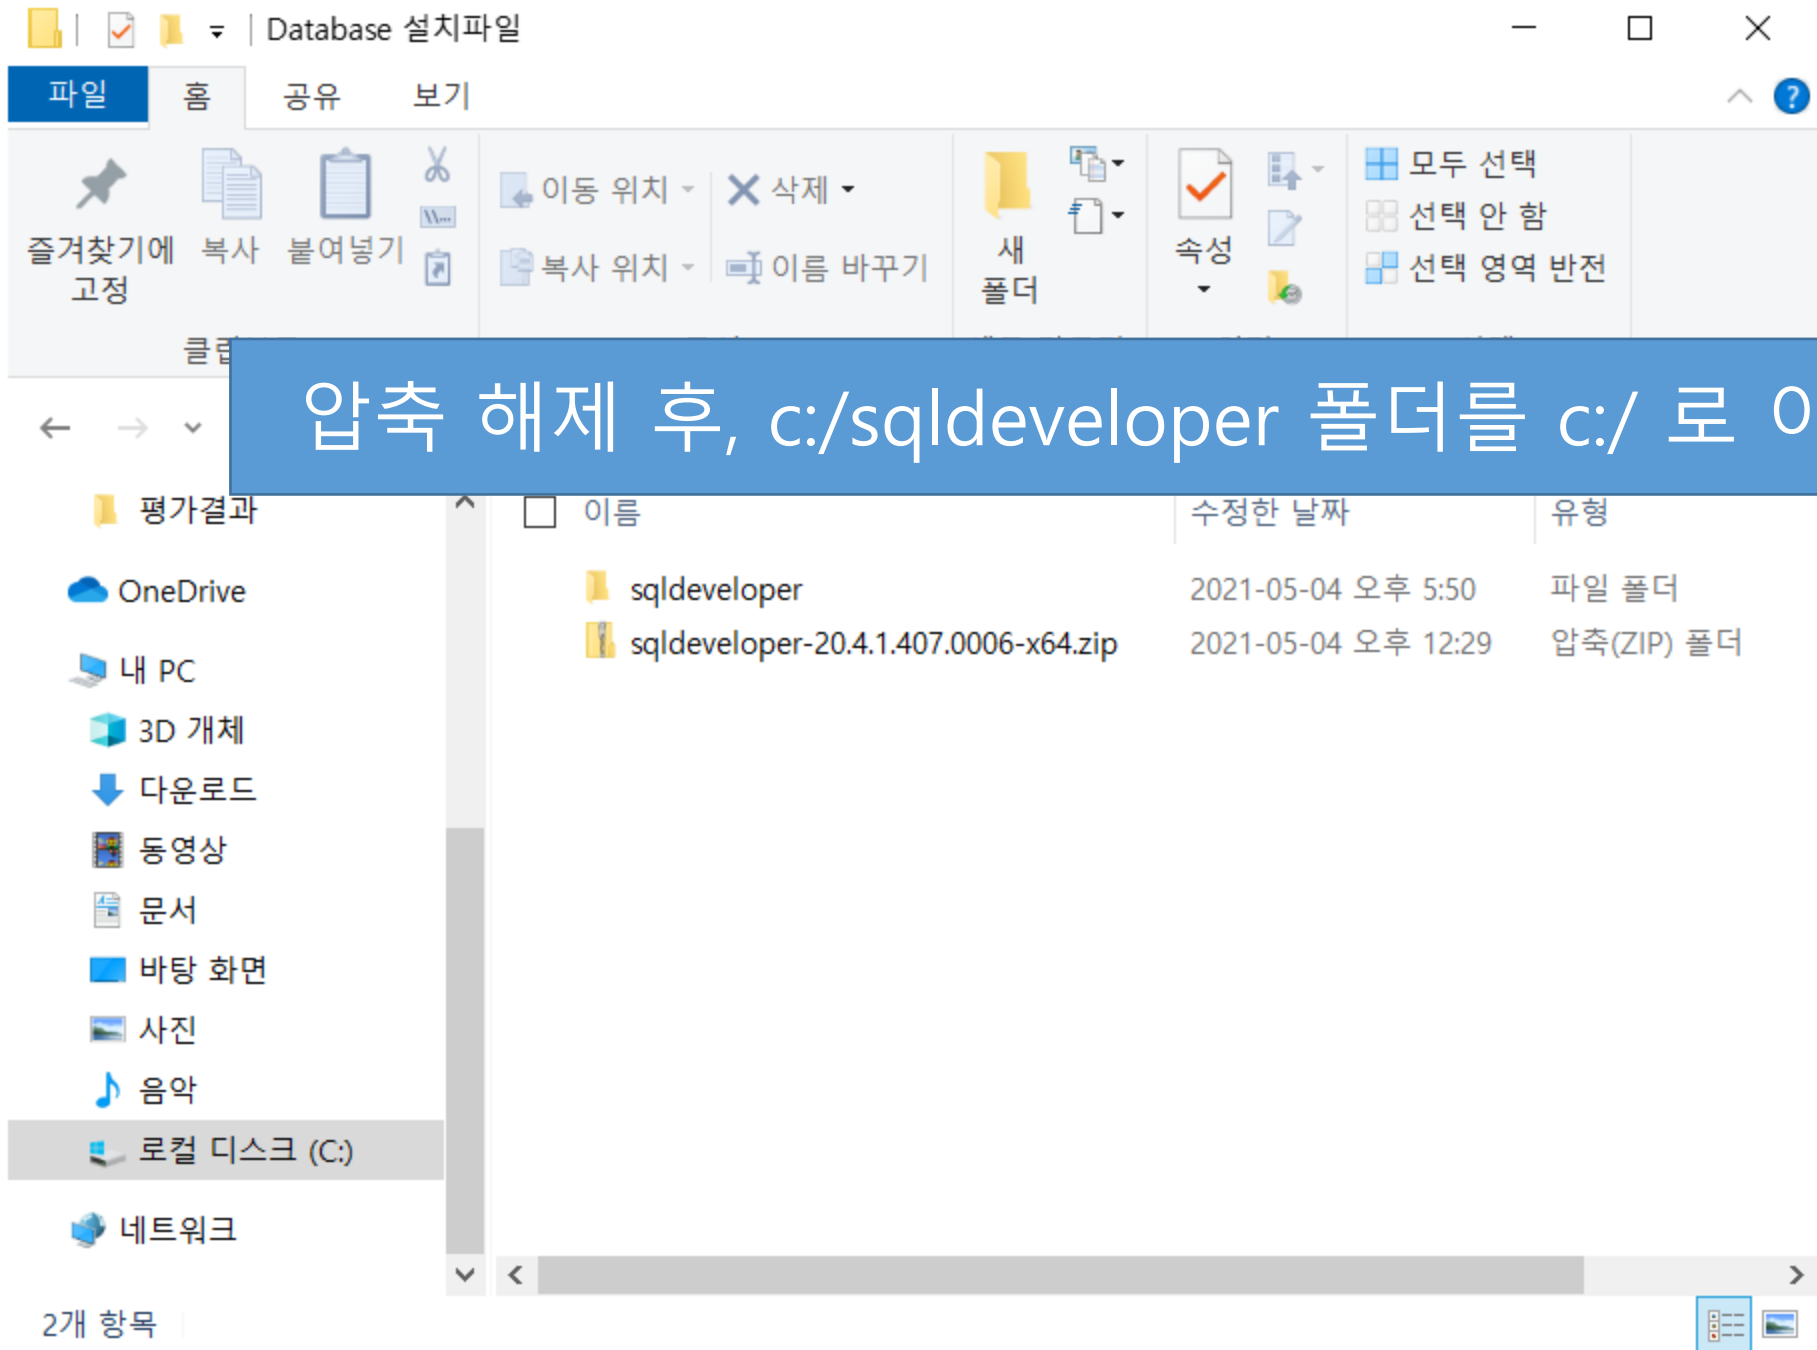 Database 설치파일
파일 홈 공유 보기
즐겨찾기에 고정
복사
붙여넣기
이동 위치
복사 위치
삭제
이름 바꾸기
새 폴더
속성
모두 선택
선택 안 함
선택 영역 반전
압축 해제 후, c:/sqldeveloper 폴더를 c:/ 로
평가결과
OneDrive
내 PC
3D 개체
다운로드
동영상
문서
바탕 화면
사진
음악
로컬 디스크 (C:)
네트워크
이름 수정한 날짜 유형
sqldeveloper 2021-05-04 오후 5:50 파일 폴더
sqldeveloper-20.4.1.407.0006-x64.zip 2021-05-04 오후 12:29 압축(ZIP) 폴더
2개 항목